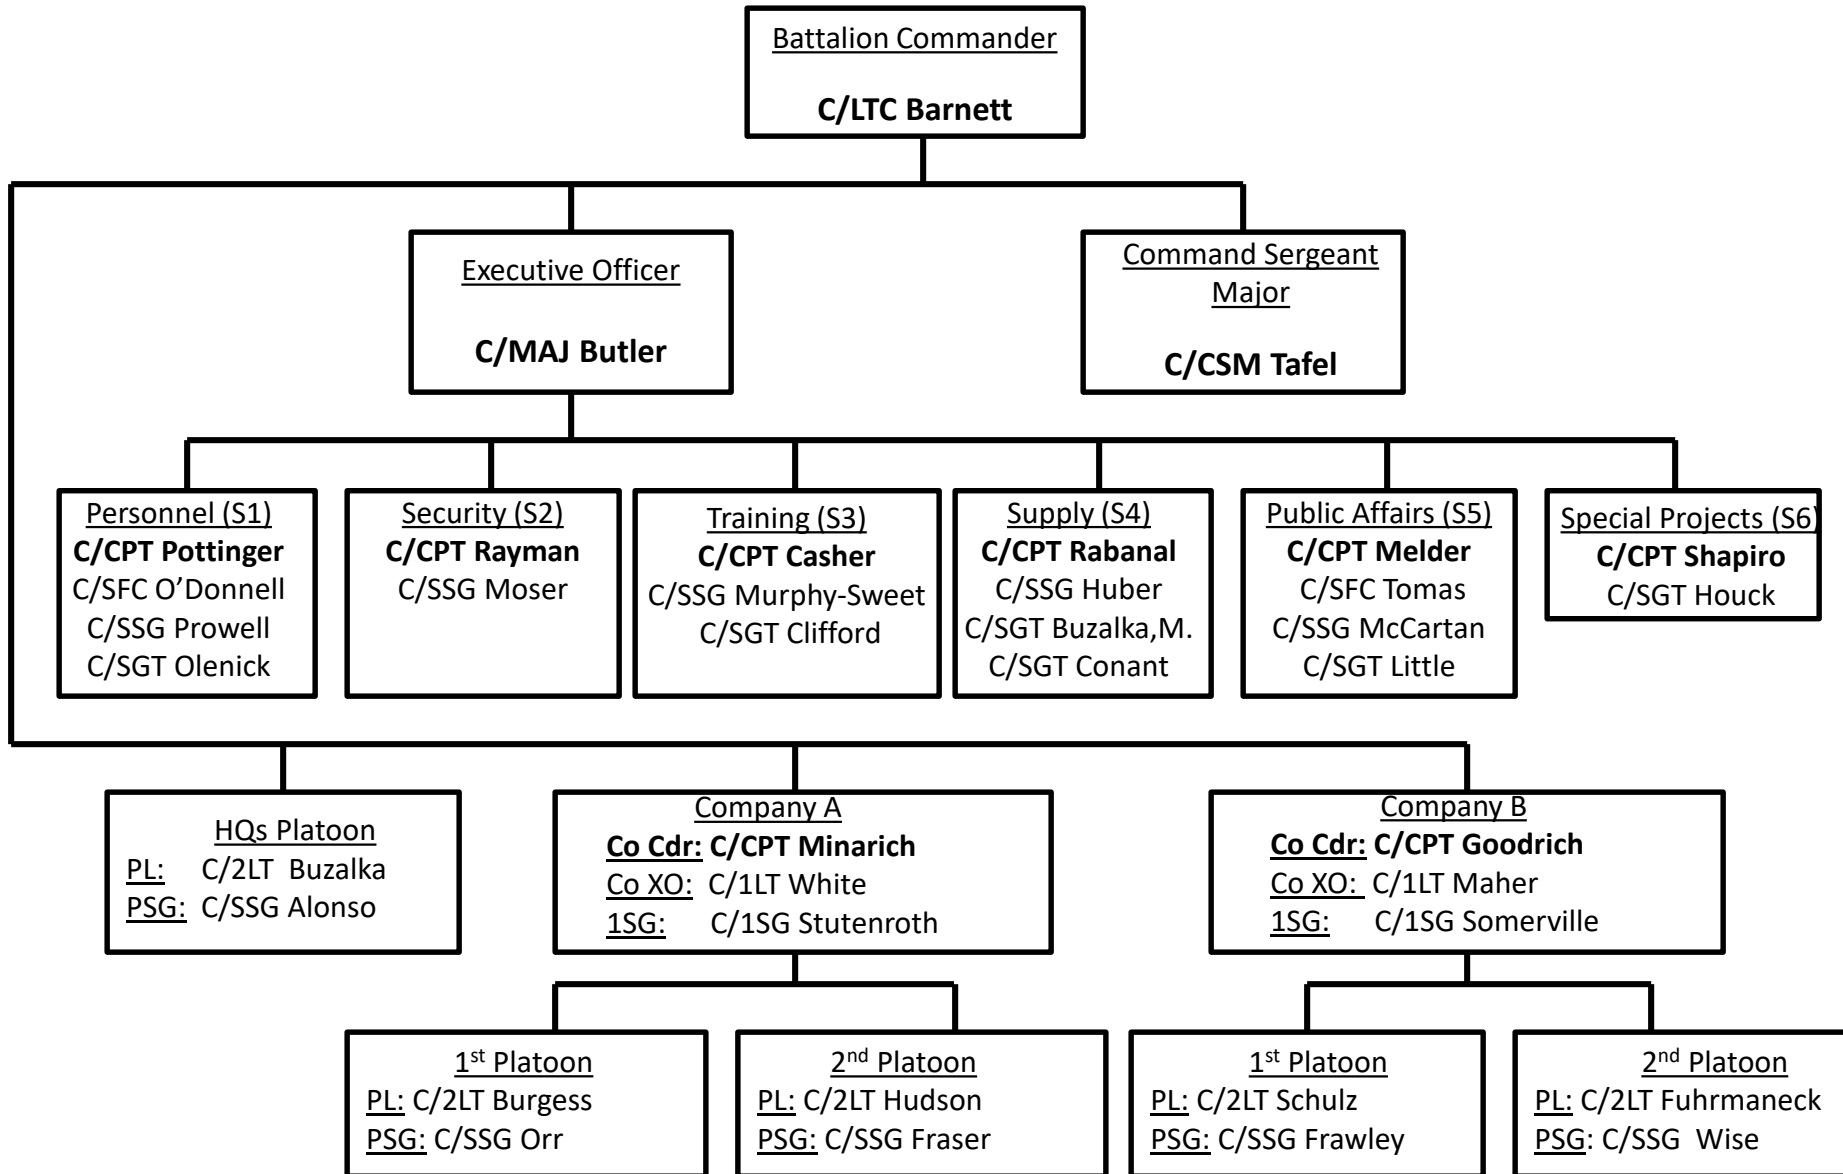 Battalion Commander
C/LTC Barnett
Executive Officer
C/MAJ Butler
Command Sergeant
Major
C/CSM Tafel
Personnel (S1)
C/CPT Pottinger
C/SFC O’Donnell
C/SSG Prowell
C/SGT Olenick
Security (S2)
C/CPT Rayman
C/SSG Moser
Training (S3)
C/CPT Casher
C/SSG Murphy-Sweet
C/SGT Clifford
Supply (S4)
C/CPT Rabanal
C/SSG Huber
C/SGT Buzalka,M.
C/SGT Conant
Public Affairs (S5)
C/CPT Melder
C/SFC Tomas
C/SSG McCartan
C/SGT Little
Special Projects (S6)
C/CPT Shapiro
C/SGT Houck
HQs Platoon
PL: C/2LT Buzalka
PSG: C/SSG Alonso
Company A
Co Cdr: C/CPT Minarich
Co XO: C/1LT White
1SG: C/1SG Stutenroth
Company B
Co Cdr: C/CPT Goodrich
Co XO: C/1LT Maher
1SG: C/1SG Somerville
1st Platoon
PL: C/2LT Burgess
PSG: C/SSG Orr
2nd Platoon
PL: C/2LT Hudson
PSG: C/SSG Fraser
1st Platoon
PL: C/2LT Schulz
PSG: C/SSG Frawley
2nd Platoon
PL: C/2LT Fuhrmaneck
PSG: C/SSG Wise